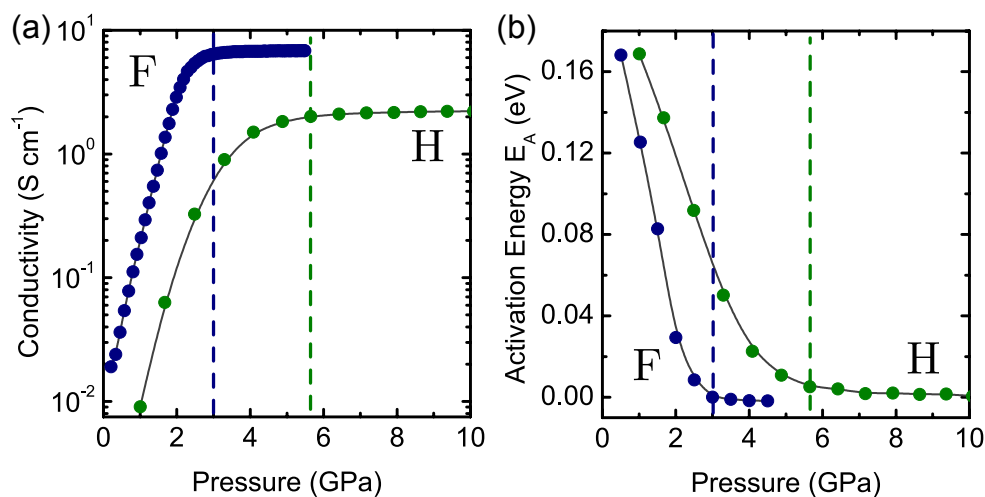 (a)
Conductivity (S cm⁻¹)
10¹
10⁰
10⁻¹
10⁻²
F
H
0 2 4 6 8 10
Pressure (GPa)
(b)
Activation Energy E_A (eV)
0.16
0.12
0.08
0.04
0.00
F
H
0 2 4 6 8 10
Pressure (GPa)